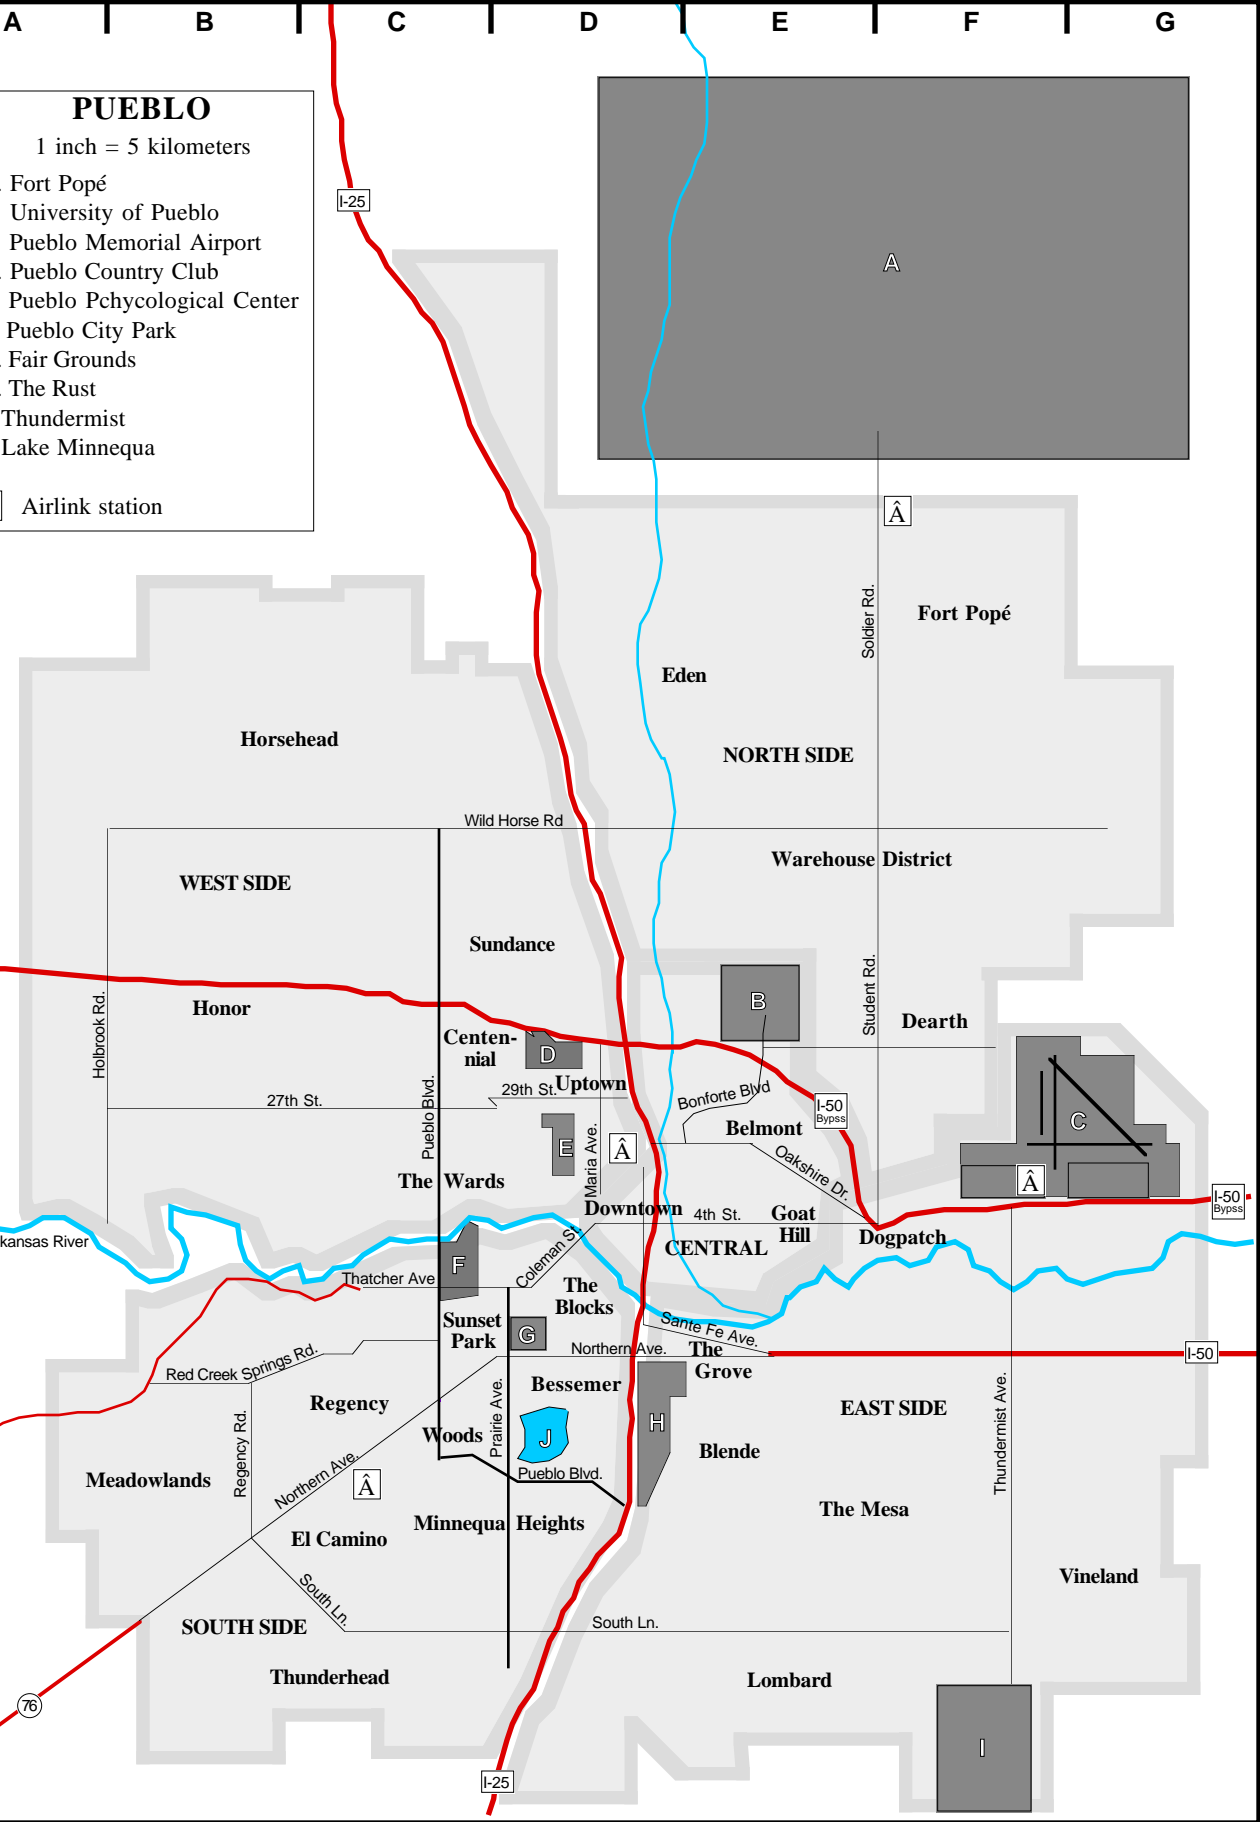 A B C D E F G
PUEBLO
1 inch = 5 kilometers
. Fort Popé
University of Pueblo
Pueblo Memorial Airport
. Pueblo Country Club
Pueblo Pchycological Center
Pueblo City Park
. Fair Grounds
. The Rust
Thundermist
Lake Minnequa
Airlink station
I-25
A
Â
Soldier Rd.
Fort Popé
Eden
Horsehead
NORTH SIDE
Wild Horse Rd
Warehouse District
WEST SIDE
Sundance
Student Rd.
B
Honor
Holbrook Rd.
Dearth
Centen-
nial
D
Uptown
29th St.
27th St.
Pueblo Blvd.
Bonforte Blvd
I-50
Bypss
C
Belmont
E
Maria Ave.
Â
Oakshire Dr.
The Wards
Â
I-50
Bypss
Downtown
4th St.
Goat
Hill
Dogpatch
kansas River
CENTRAL
Coleman St.
F
Thatcher Ave
The
Blocks
Sunset
Park
G
Sante Fe Ave.
Northern Ave.
The
Grove
I-50
Red Creek Springs Rd.
Bessemer
Regency
Prairie Ave.
EAST SIDE
Woods
J
H
Blende
Thundermist Ave.
Regency Rd.
Meadowlands
Northern Ave.
Â
Pueblo Blvd.
The Mesa
Minnequa Heights
El Camino
Vineland
South Ln.
SOUTH SIDE
South Ln.
Thunderhead
Lombard
76
I
I-25